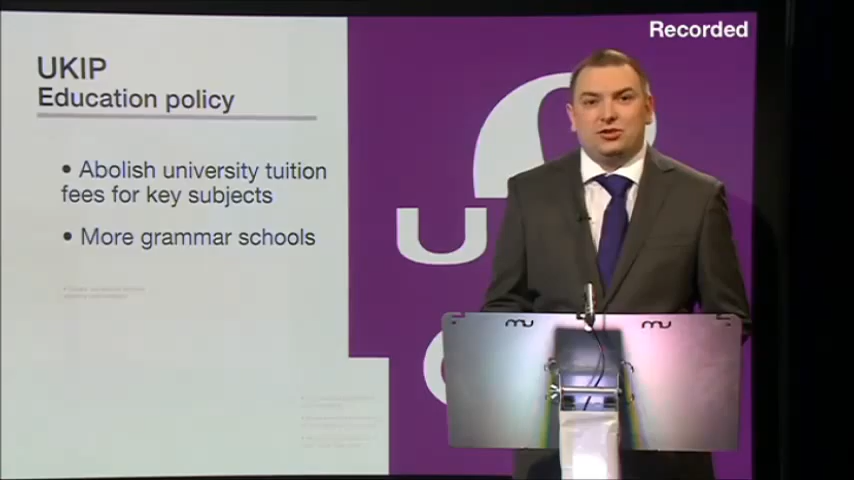 Recorded
UKIP
Education policy
• Abolish university tuition
fees for key subjects
• More grammar schools